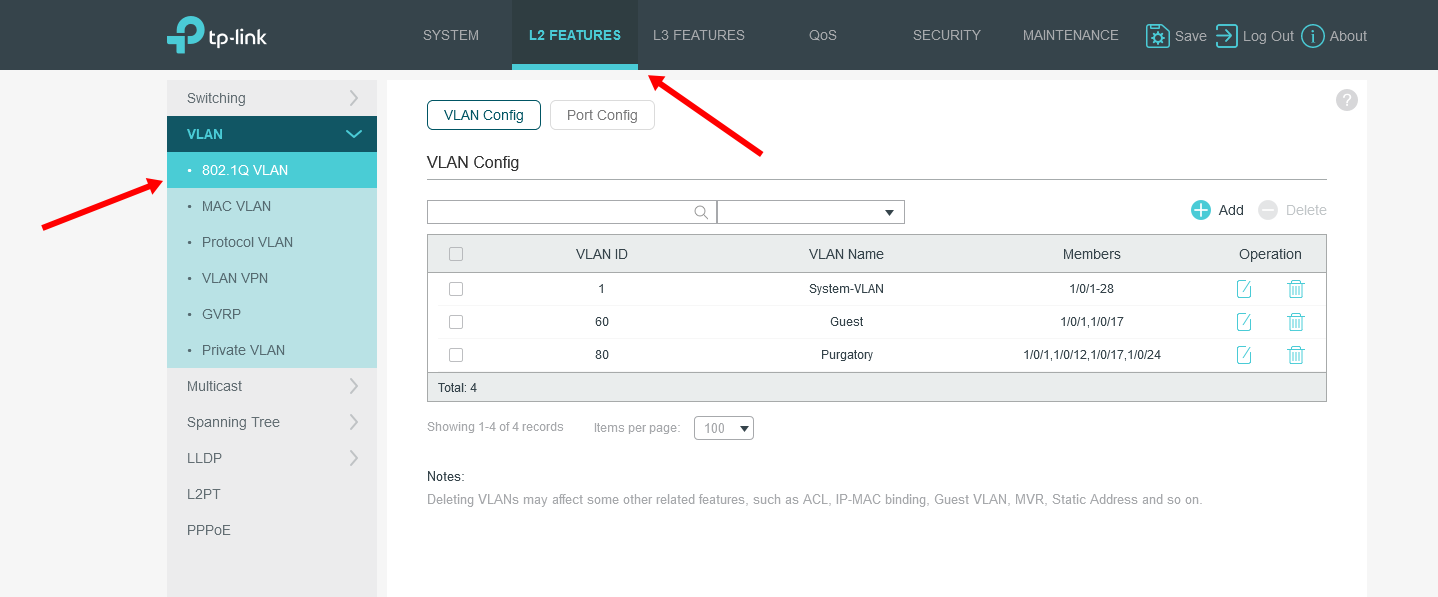 tp-link
SYSTEM
L2 FEATURES
L3 FEATURES
QoS
SECURITY
MAINTENANCE
Save
Log Out
i
About
Switching
VLAN
• 802.1Q VLAN
• MAC VLAN
• Protocol VLAN
• VLAN VPN
• GVRP
• Private VLAN
Multicast
Spanning Tree
LLDP
L2PT
PPPoE
VLAN Config
Port Config
?
VLAN Config
Add
Delete
VLAN ID VLAN Name Members Operation
1 System-VLAN 1/0/1-28
60 Guest 1/0/1,1/0/17
80 Purgatory 1/0/1,1/0/12,1/0/17,1/0/24
Total: 4
Showing 1-4 of 4 records Items per page: 100
Notes:
Deleting VLANs may affect some other related features, such as ACL, IP-MAC binding, Guest VLAN, MVR, Static Address and so on.